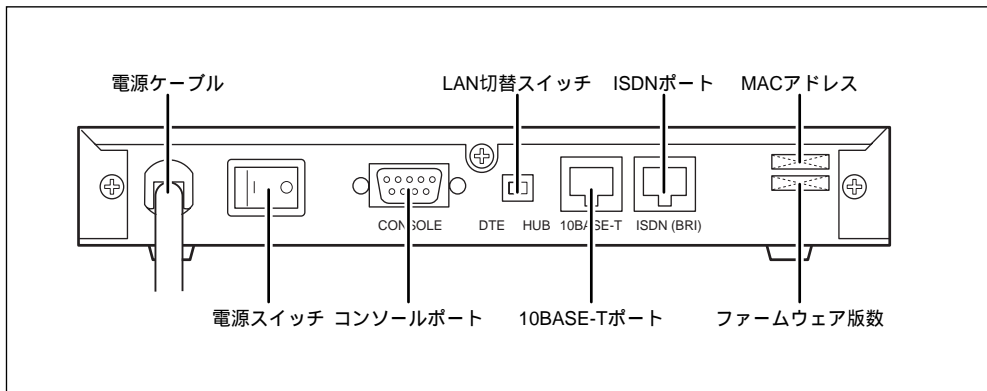 電源ケーブル
LAN切替スイッチ
ISDNポート
MACアドレス
CONSOLE
DTE
HUB
10BASE-T
ISDN (BRI)
電源スイッチ
コンソールポート
10BASE-Tポート
ファームウェア版数